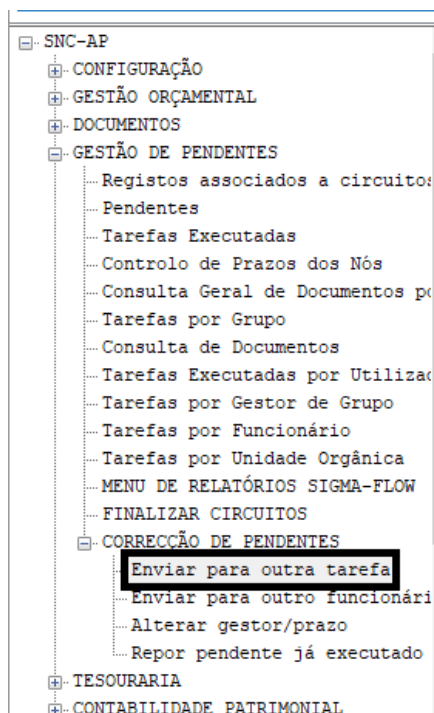 SNC-AP
CONFIGURAÇÃO
GESTÃO ORÇAMENTAL
DOCUMENTOS
GESTÃO DE PENDENTES
Registos associados a circuitos
Pendentes
Tarefas Executadas
Controlo de Prazos dos Nós
Consulta Geral de Documentos po
Tarefas por Grupo
Consulta de Documentos
Tarefas Executadas por Utilizad
Tarefas por Gestor de Grupo
Tarefas por Funcionário
Tarefas por Unidade Orgânica
MENU DE RELATÓRIOS SIGMA-FLOW
FINALIZAR CIRCUITOS
CORRECÇÃO DE PENDENTES
Enviar para outra tarefa
Enviar para outro funcionári
Alterar gestor/prazo
Repor pendente já executado
TESOURARIA
CONTABILIDADE PATRIMONIAL